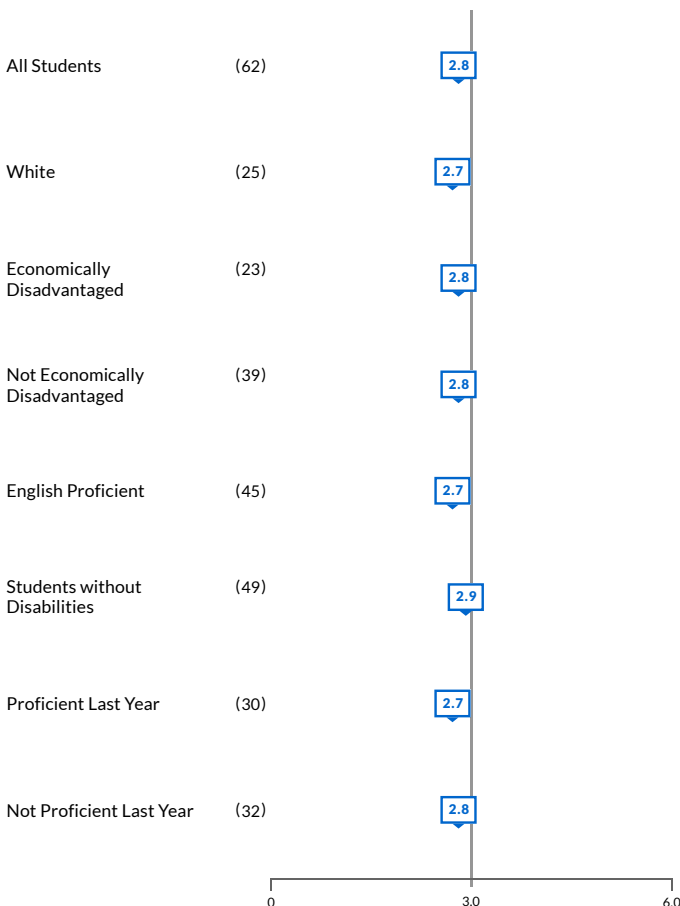 All Students (62) 2.8
White (25) 2.7
Economically (23) 2.8
Disadvantaged
Not Economically (39) 2.8
Disadvantaged
English Proficient (45) 2.7
Students without (49) 2.9
Disabilities
Proficient Last Year (30) 2.7
Not Proficient Last Year (32) 2.8
0 3.0 6.0